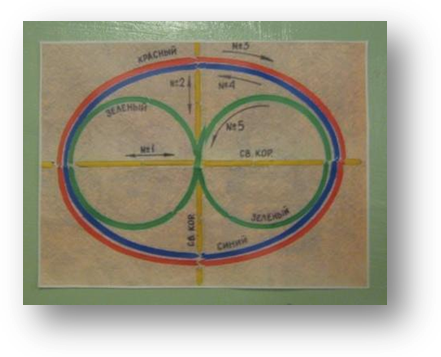 КРАСНЫЙ
№3
№2
№4
ЗЕЛЕНЫЙ
№5
№1
СВ. КОР.
ЗЕЛЕНЫЙ
СВ. КОР.
СИНИЙ